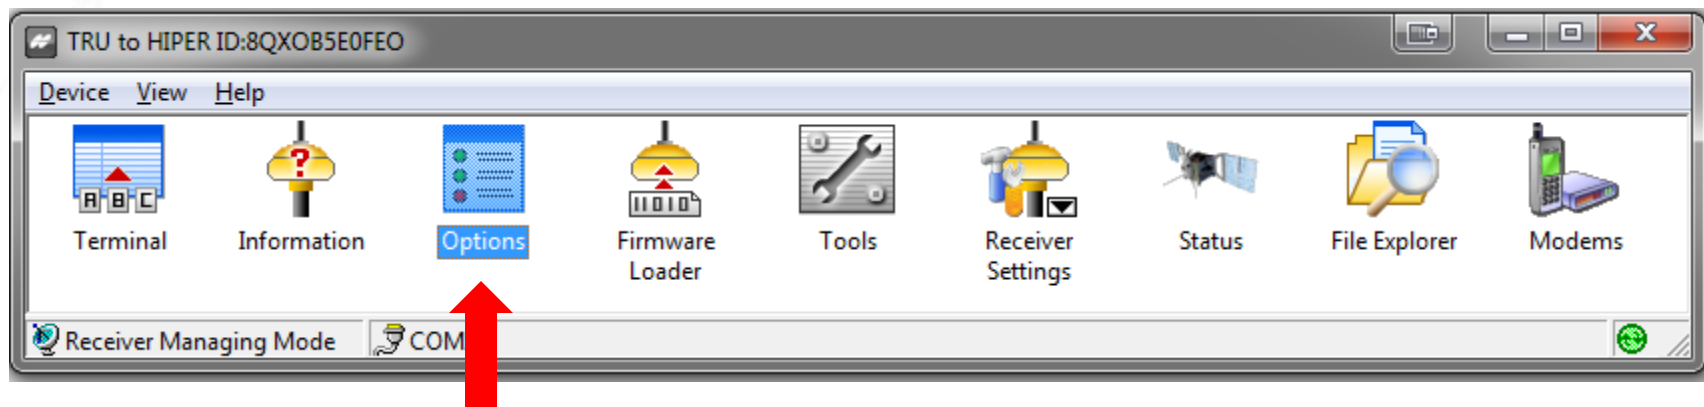 TRU to HIPER ID:8QXOB5E0FEO
Device View Help
A B C
?
11010
Terminal Information Options Firmware Loader Tools Receiver Settings Status File Explorer Modems
Receiver Managing Mode COM